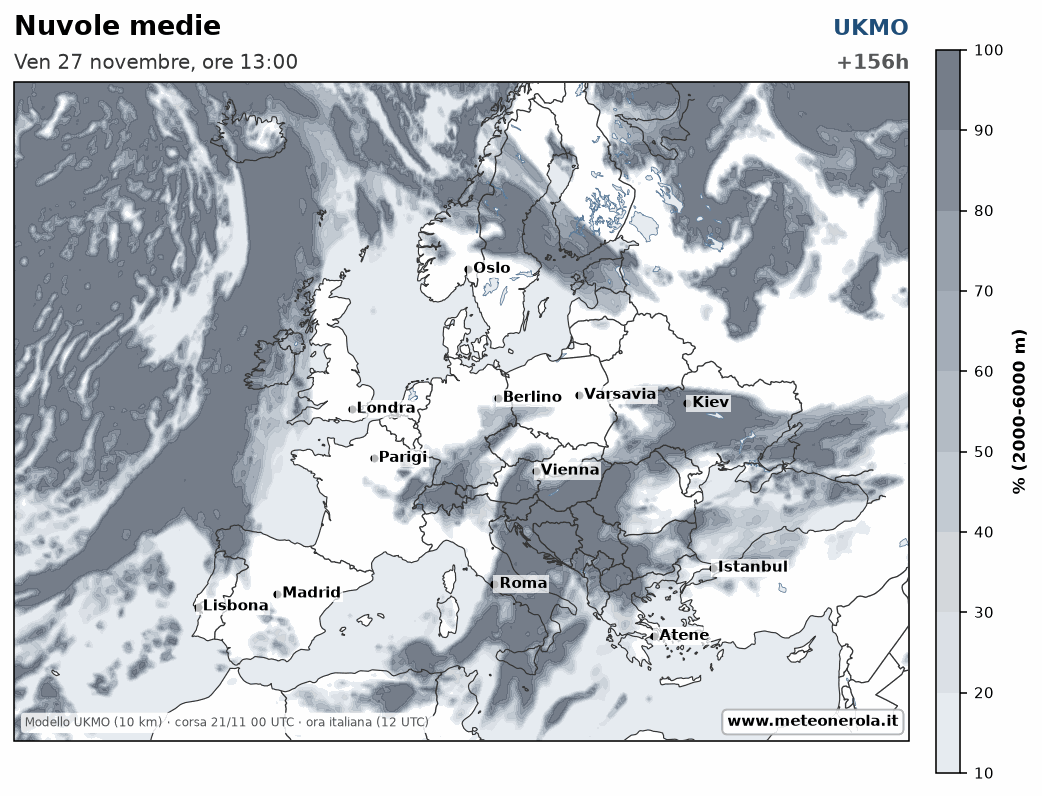 Nuvole medie
UKMO
Ven 27 novembre, ore 13:00
+156h
100
90
80
70
60
50
40
30
20
10
% (2000-6000 m)
Oslo
Londra
Berlino
Varsavia
Kiev
Parigi
Vienna
Roma
Istanbul
Madrid
Lisbona
Atene
Modello UKMO (10 km) · corsa 21/11 00 UTC · ora italiana (12 UTC)
www.meteonerola.it